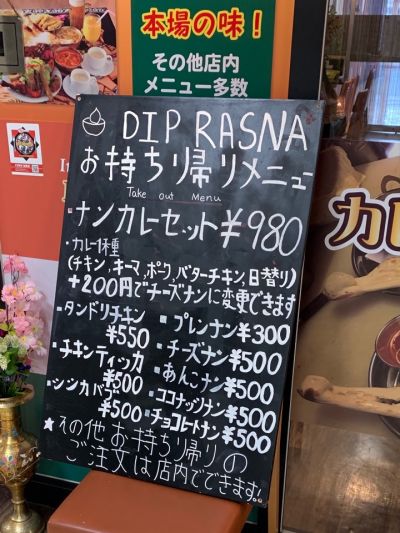 本場の味！
その他店内
メニュー多数
DIP RASNA
お持ち帰りメニュー
Take out Menu
・ナンカレーセット¥980
・カレー1種
(チキン,キーマ,ポーク,バターチキン,日替り)
+200円でチーズナンに変更できます
・タンドリチキン
¥550
・チキンティッカ
¥500
・シシカバブ
¥500
▪プレンナン¥300
▪チーズナン¥500
▪あんこナン¥500
▪ココナッツナン¥500
▪チョコレートナン¥500
★その他お持ち帰りの
ご注文は店内でできます!!
カレ